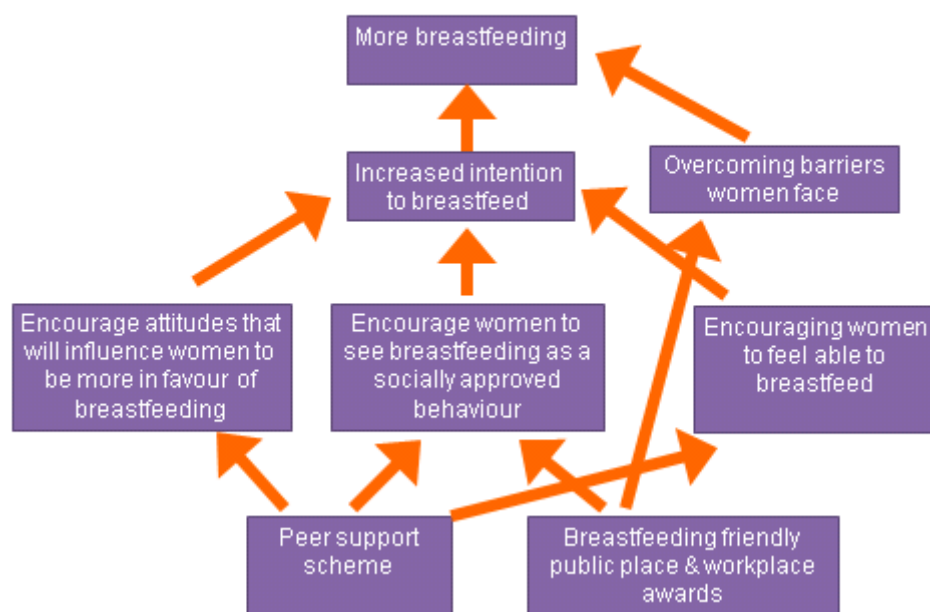 More breastfeeding
Increased intention
to breastfeed
Overcoming barriers
women face
Encourage attitudes that
will influence women to
be more in favour of
breastfeeding
Encourage women to
see breastfeeding as a
socially approved
behaviour
Encouraging women
to feel able to
breastfeed
Peer support
scheme
Breastfeeding friendly
public place & workplace
awards